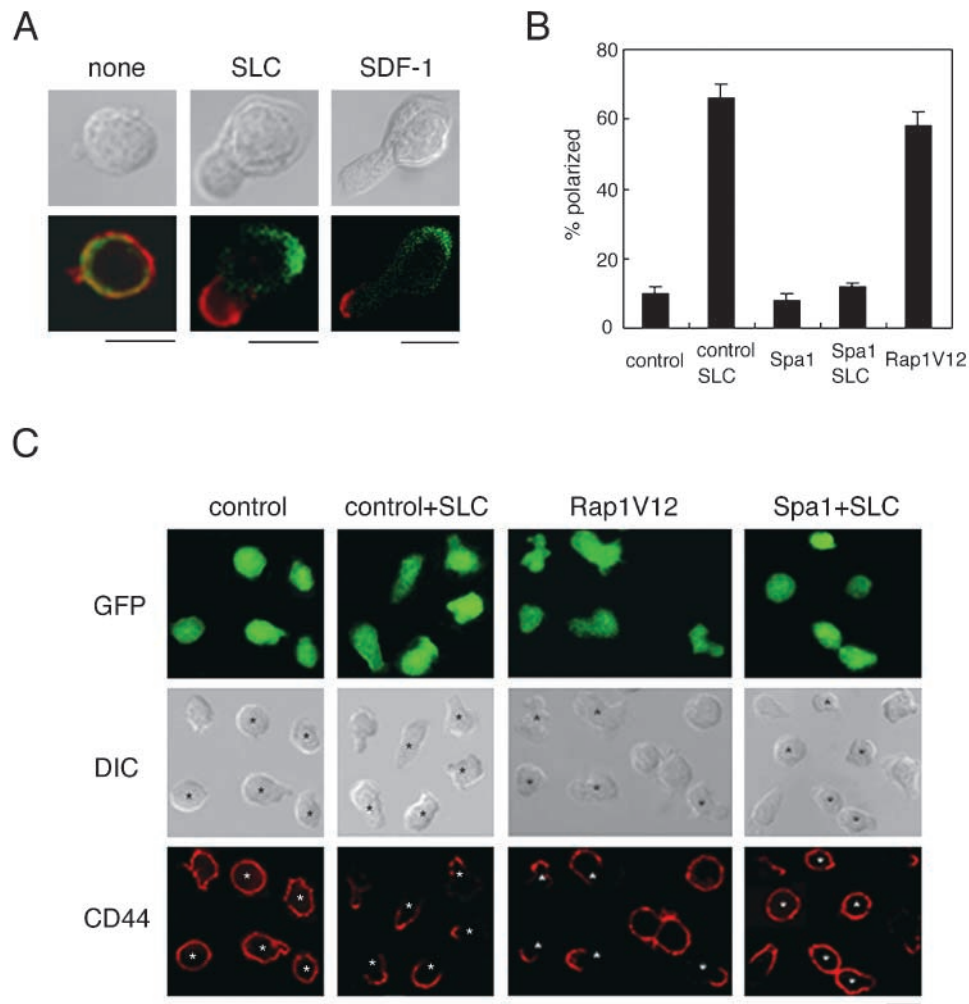 A
none SLC SDF-1
B
80
60
40
20
0
% polarized
control control SLC Spa1 Spa1 SLC Rap1V12
C
control control+SLC Rap1V12 Spa1+SLC
GFP
DIC
CD44